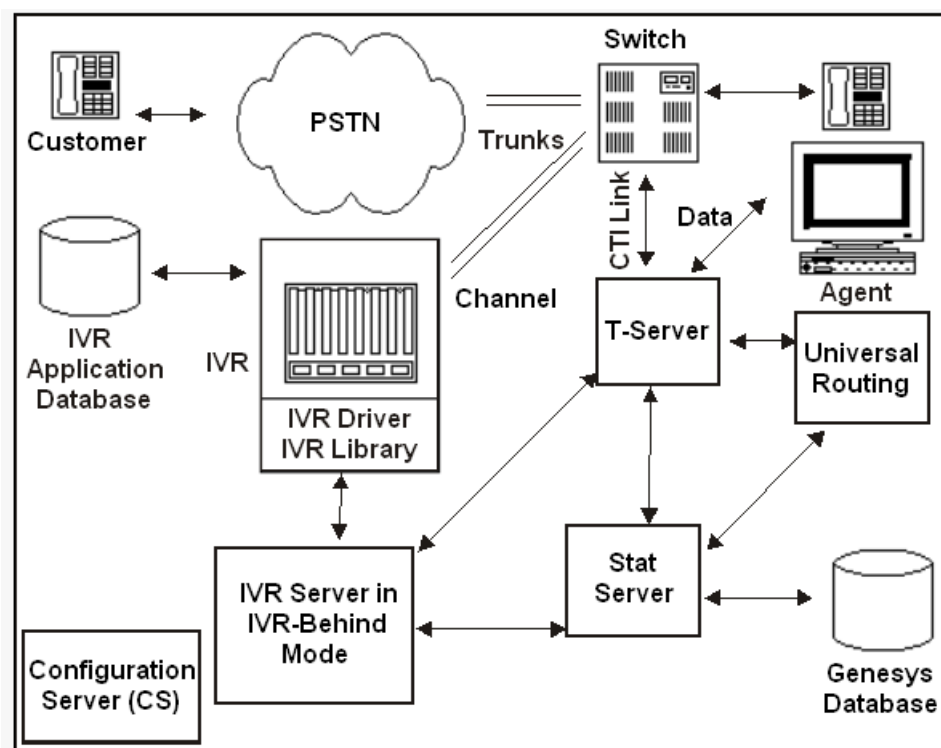 Switch
Customer
PSTN
Trunks
CTI Link
Data
Agent
IVR
Application
Database
IVR
Channel
T-Server
Universal
Routing
IVR Driver
IVR Library
IVR Server in
IVR-Behind
Mode
Stat
Server
Configuration
Server (CS)
Genesys
Database